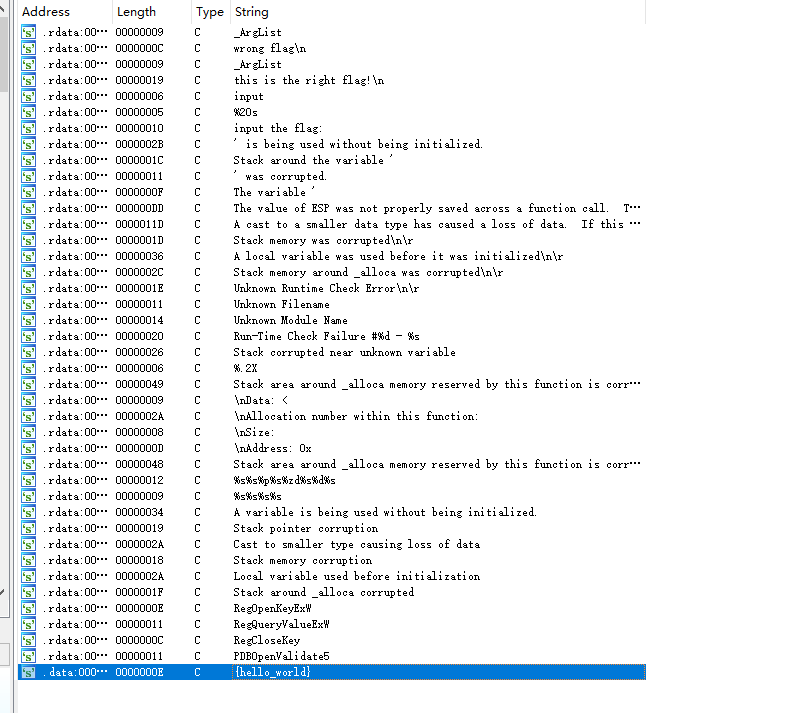 Address Length Type String
.rdata:00··· 00000009 C _ArgList
.rdata:00··· 0000000C C wrong flag\n
.rdata:00··· 00000009 C _ArgList
.rdata:00··· 00000019 C this is the right flag!\n
.rdata:00··· 00000006 C input
.rdata:00··· 00000005 C %20s
.rdata:00··· 00000010 C input the flag:
.rdata:00··· 0000002B C ' is being used without being initialized.
.rdata:00··· 0000001C C Stack around the variable '
.rdata:00··· 00000011 C ' was corrupted.
.rdata:00··· 0000000F C The variable '
.rdata:00··· 000000DD C The value of ESP was not properly saved across a function call.  T···
.rdata:00··· 0000011D C A cast to a smaller data type has caused a loss of data.  If this ···
.rdata:00··· 0000001D C Stack memory was corrupted\n\r
.rdata:00··· 00000036 C A local variable was used before it was initialized\n\r
.rdata:00··· 0000002C C Stack memory around _alloca was corrupted\n\r
.rdata:00··· 0000001E C Unknown Runtime Check Error\n\r
.rdata:00··· 00000011 C Unknown Filename
.rdata:00··· 00000014 C Unknown Module Name
.rdata:00··· 00000020 C Run-Time Check Failure #%d - %s
.rdata:00··· 00000026 C Stack corrupted near unknown variable
.rdata:00··· 00000006 C %.2X
.rdata:00··· 00000049 C Stack area around _alloca memory reserved by this function is corr···
.rdata:00··· 00000009 C \nData: <
.rdata:00··· 0000002A C \nAllocation number within this function:
.rdata:00··· 00000008 C \nSize:
.rdata:00··· 0000000D C \nAddress: 0x
.rdata:00··· 00000048 C Stack area around _alloca memory reserved by this function is corr···
.rdata:00··· 00000012 C %s%s%p%s%zd%s%d%s
.rdata:00··· 00000009 C %s%s%s%s
.rdata:00··· 00000034 C A variable is being used without being initialized.
.rdata:00··· 00000019 C Stack pointer corruption
.rdata:00··· 0000002A C Cast to smaller type causing loss of data
.rdata:00··· 00000018 C Stack memory corruption
.rdata:00··· 0000002A C Local variable used before initialization
.rdata:00··· 0000001F C Stack around _alloca corrupted
.rdata:00··· 0000000E C RegOpenKeyExW
.rdata:00··· 00000011 C RegQueryValueExW
.rdata:00··· 0000000C C RegCloseKey
.rdata:00··· 00000011 C PDBOpenValidate5
.data:000··· 0000000E C {hello_world}